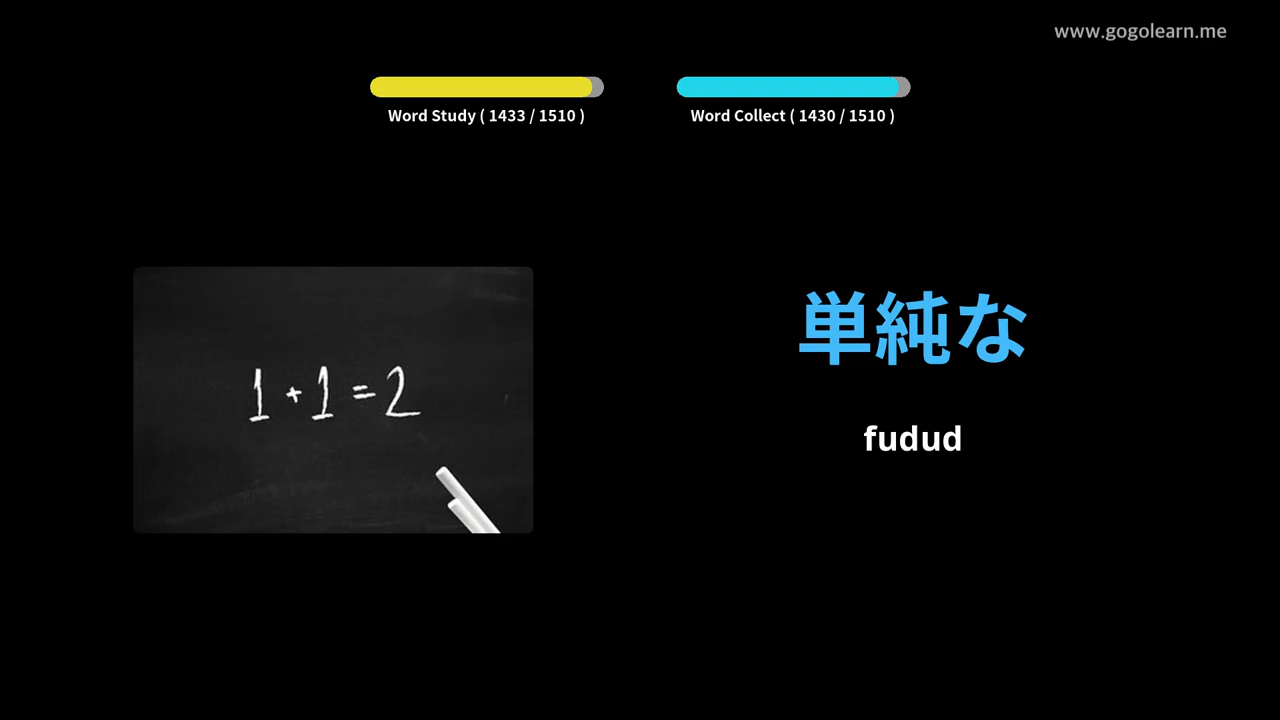 www.gogolearn.me
Word Study ( 1433 / 1510 )
Word Collect ( 1430 / 1510 )
1 + 1 = 2
単純な
fudud